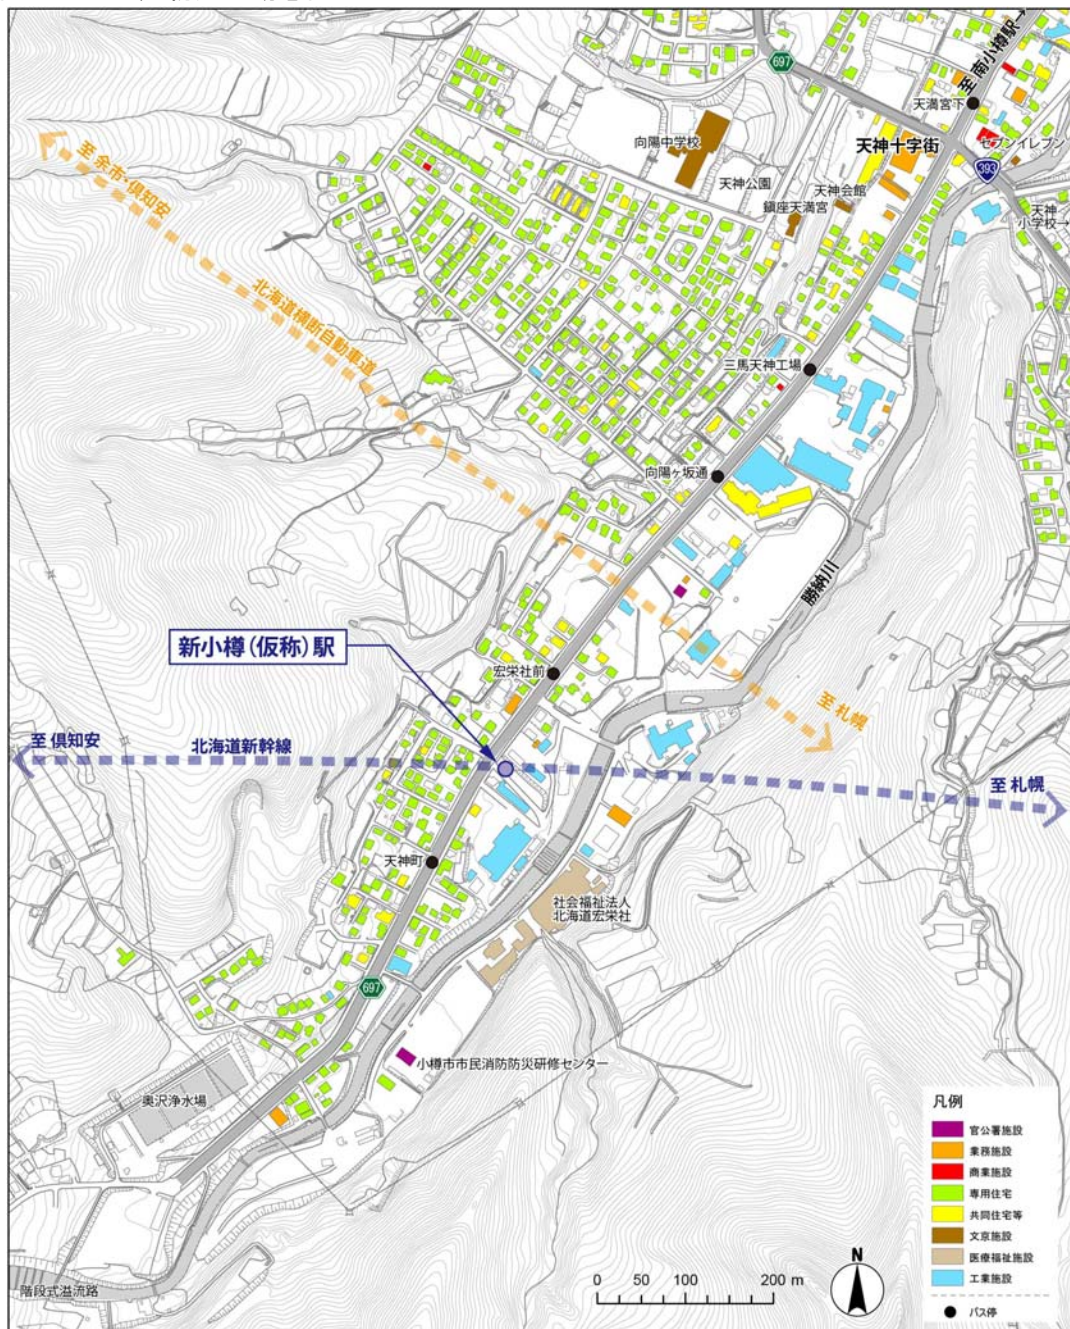 至 南小樽駅→
697
天満宮下
向陽中学校
天神十字街
セブンイレブン
393
至 余市・倶知安
天神公園
天神会館
鎮座天満宮
天神
小学校→
北海道横断自動車道
三馬天神工場
向陽ヶ坂通
勝納川
新小樽(仮称)駅
宏栄社前
至 札幌
至 倶知安
北海道新幹線
至 札幌
天神町
社会福祉法人
北海道宏栄社
697
小樽市市民消防防災研修センター
奥沢浄水場
階段式溢流路
凡例
官公署施設
業務施設
商業施設
専用住宅
共同住宅等
文京施設
医療福祉施設
工業施設
バス停
0 50 100 200 m
N